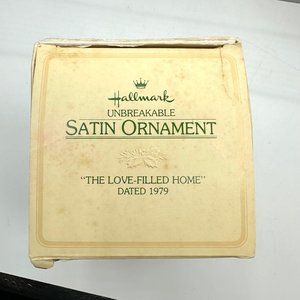 Hallmark
UNBREAKABLE
SATIN ORNAMENT
"THE LOVE-FILLED HOME"
DATED 1979